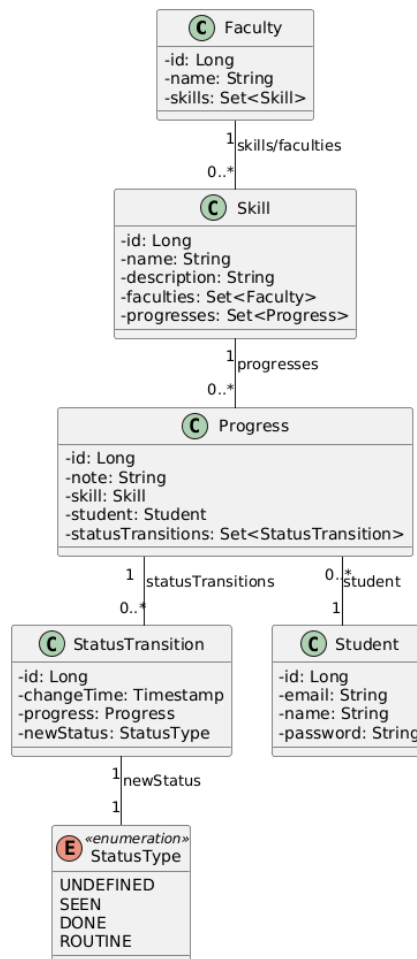 C Faculty
-id: Long
-name: String
-skills: Set<Skill>
1
skills/faculties
0..*
C Skill
-id: Long
-name: String
-description: String
-faculties: Set<Faculty>
-progresses: Set<Progress>
1
progresses
0..*
C Progress
-id: Long
-note: String
-skill: Skill
-student: Student
-statusTransitions: Set<StatusTransition>
1
statusTransitions
0..*
0..*
student
1
C StatusTransition
-id: Long
-changeTime: Timestamp
-progress: Progress
-newStatus: StatusType
C Student
-id: Long
-email: String
-name: String
-password: String
1
newStatus
1
E «enumeration»
StatusType
UNDEFINED
SEEN
DONE
ROUTINE